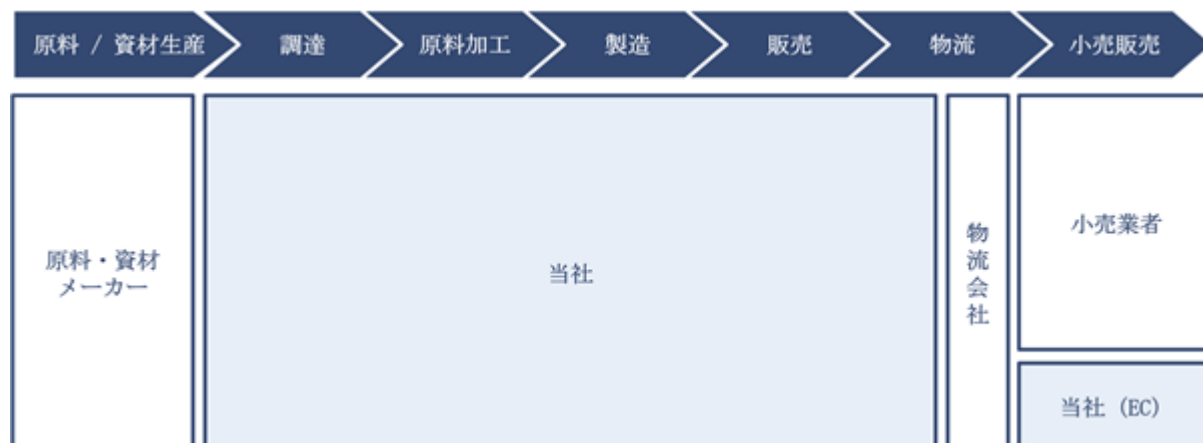 原料 / 資材生産
調達
原料加工
製造
販売
物流
小売販売
原料・資材
メーカー
当社
物流会社
小売業者
当社 (EC)